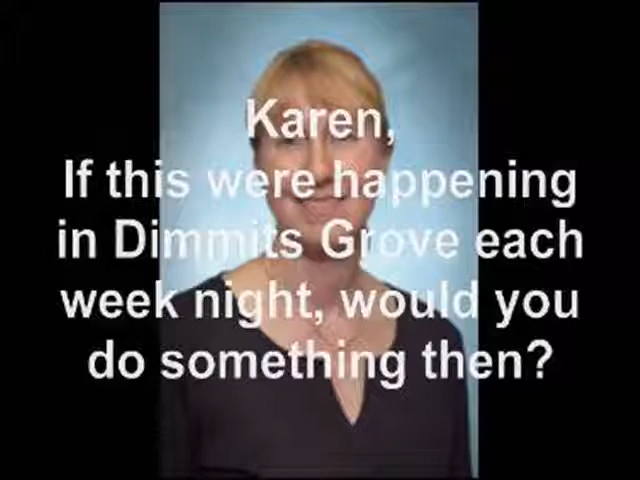 Karen,
If this were happening
in Dimmits Grove each
week night, would you
do something then?